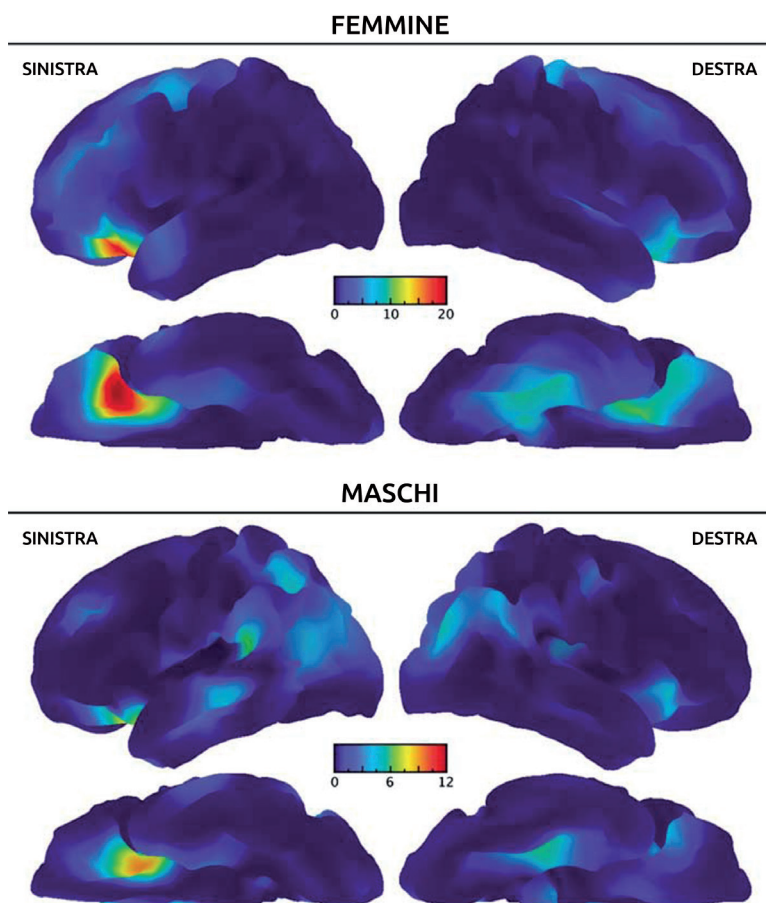 FEMMINE
SINISTRA
DESTRA
0 10 20
MASCHI
SINISTRA
DESTRA
0 6 12